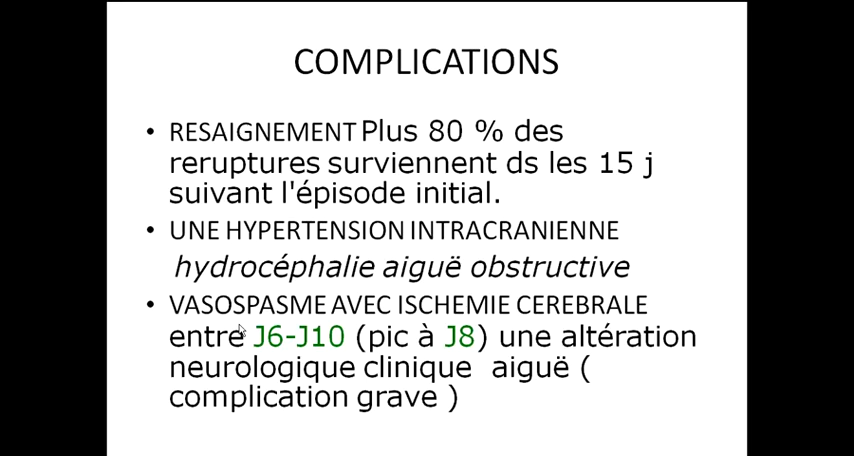 COMPLICATIONS
• RESAIGNEMENT Plus 80 % des
reruptures surviennent ds les 15 j
suivant l'épisode initial.
• UNE HYPERTENSION INTRACRANIENNE
hydrocéphalie aiguë obstructive
• VASOSPASME AVEC ISCHEMIE CEREBRALE
entre J6-J10 (pic à J8) une altération
neurologique clinique aiguë (
complication grave )